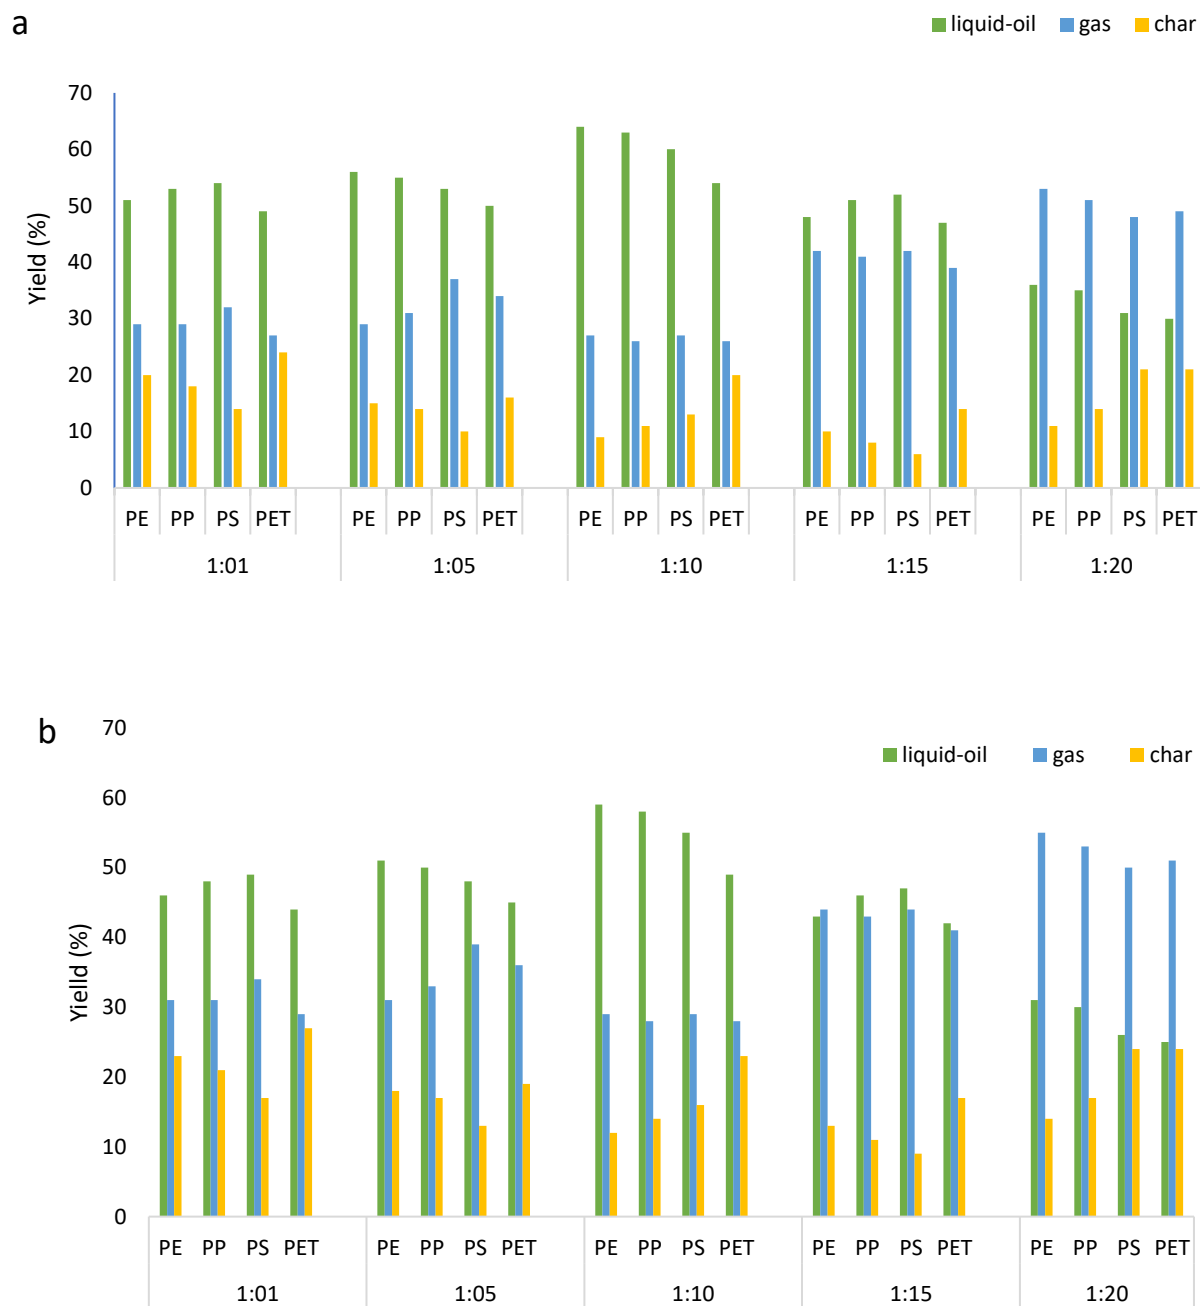 a
liquid-oil gas char
70
60
50
40
30
20
10
0
Yield (%)
PE PP PS PET PE PP PS PET PE PP PS PET PE PP PS PET PE PP PS PET
1:01 1:05 1:10 1:15 1:20
b
liquid-oil gas char
70
60
50
40
30
20
10
0
Yielld (%)
PE PP PS PET PE PP PS PET PE PP PS PET PE PP PS PET PE PP PS PET
1:01 1:05 1:10 1:15 1:20